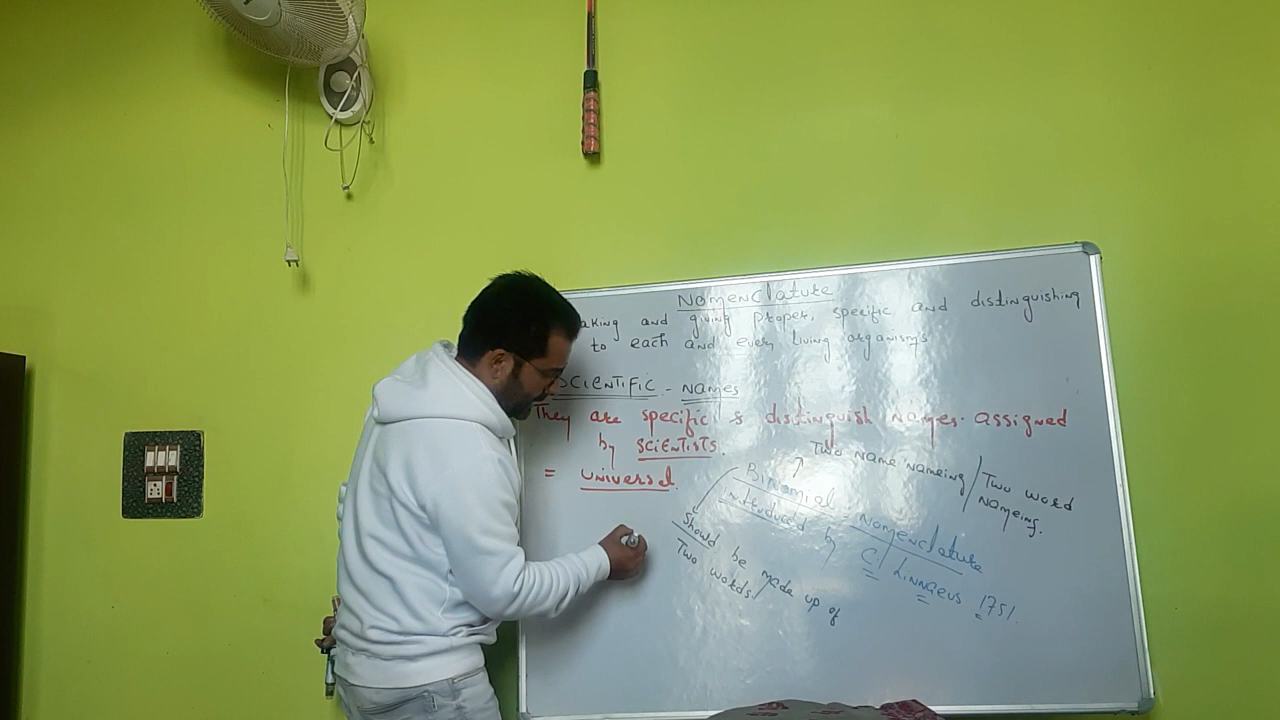 Nomenclature
aking and giving proper, specific and distinguishing
to each and every living organisms
SCIENTIFIC - NAMES
They are specific & distinguish names. assigned
by SCIENTISTS.
= universal.
Two name nameing / Two word
nameing.
Binomial Nomenclature
introduced by C. Linnaeus 1751.
Should be made up of
Two words/